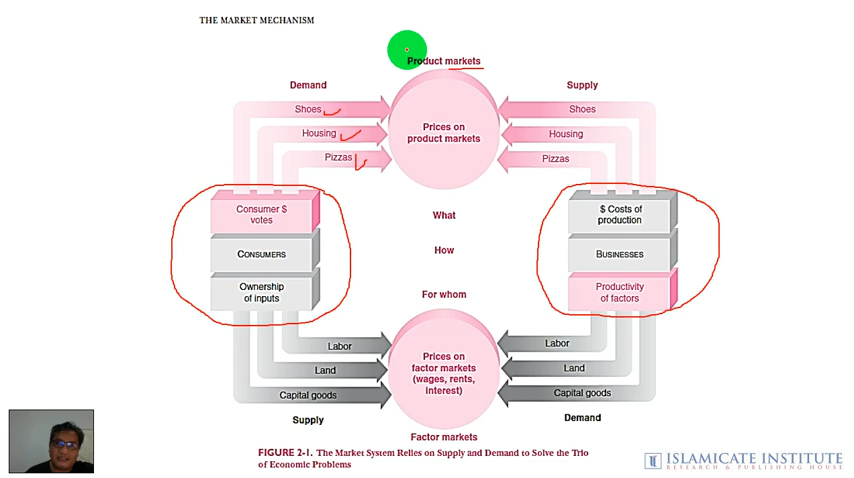 THE MARKET MECHANISM
Product markets
Demand
Supply
Shoes
Shoes
Housing
Housing
Pizzas
Pizzas
Prices on
product markets
Consumer $
votes
CONSUMERS
Ownership
of inputs
What
How
For whom
$ Costs of
production
BUSINESSES
Productivity
of factors
Labor
Labor
Land
Land
Capital goods
Capital goods
Prices on
factor markets
(wages, rents,
interest)
Supply
Demand
Factor markets
FIGURE 2-1. The Market System Relies on Supply and Demand to Solve the Trio
of Economic Problems
ISLAMICATE INSTITUTE
RESEARCH & PUBLISHING HOUSE